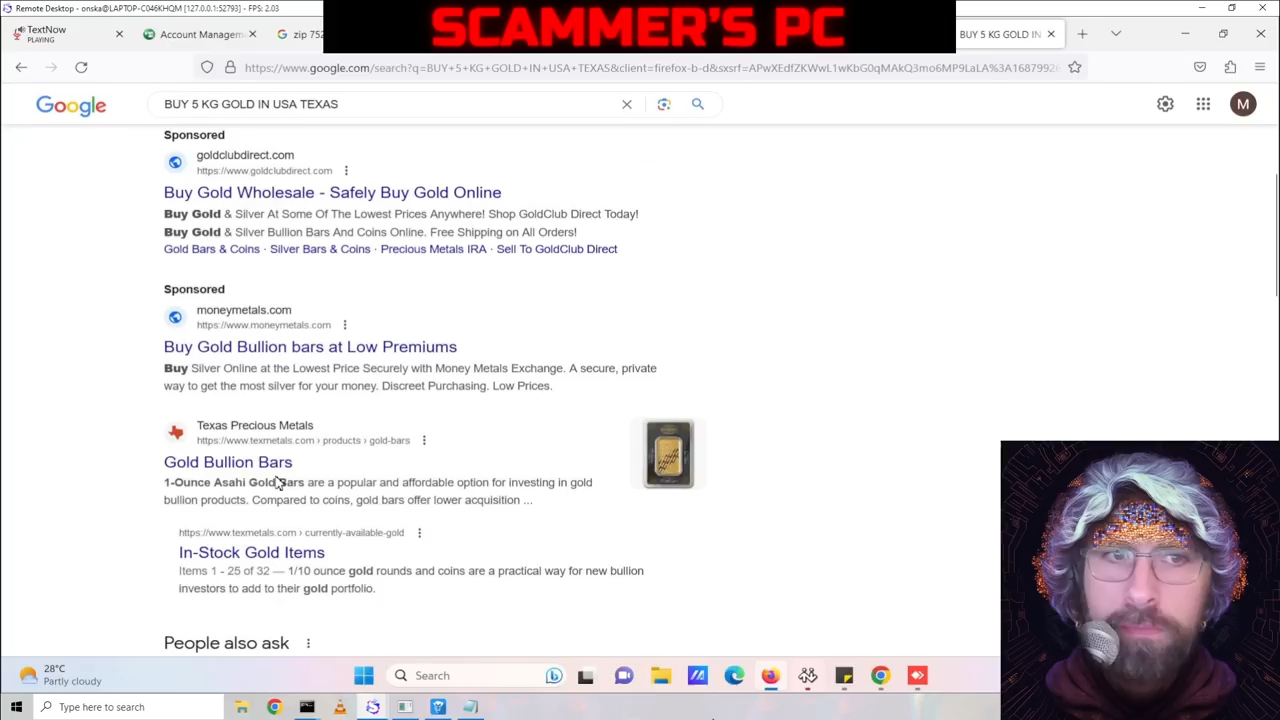 Remote Desktop - onska@LAPTOP-C046KHQM [127.0.0.1:52793] - FPS: 2.03
SCAMMER'S PC
TextNow
PLAYING
Account Managem
zip 752
BUY 5 KG GOLD IN
https://www.google.com/search?q=BUY+5+KG+GOLD+IN+USA+TEXAS&client=firefox-b-d&sxsrf=
Google
BUY 5 KG GOLD IN USA TEXAS
M
Sponsored
goldclubdirect.com
https://www.goldclubdirect.com
Buy Gold Wholesale - Safely Buy Gold Online
Buy Gold & Silver At Some Of The Lowest Prices Anywhere! Shop GoldClub Direct Today!
Buy Gold & Silver Bullion Bars And Coins Online. Free Shipping on All Orders!
Gold Bars & Coins · Silver Bars & Coins · Precious Metals IRA · Sell To GoldClub Direct
Sponsored
moneymetals.com
https://www.moneymetals.com
Buy Gold Bullion bars at Low Premiums
Buy Silver Online at the Lowest Price Securely with Money Metals Exchange. A secure, private
way to get the most silver for your money. Discreet Purchasing. Low Prices.
Texas Precious Metals
https://www.texmetals.com › products › gold-bars
Gold Bullion Bars
1-Ounce Asahi Gold Bars are a popular and affordable option for investing in gold
bullion products. Compared to coins, gold bars offer lower acquisition ...
https://www.texmetals.com › currently-available-gold
In-Stock Gold Items
Items 1 - 25 of 32 — 1/10 ounce gold rounds and coins are a practical way for new bullion
investors to add to their gold portfolio.
People also ask
28°C
Partly cloudy
Search
Type here to search